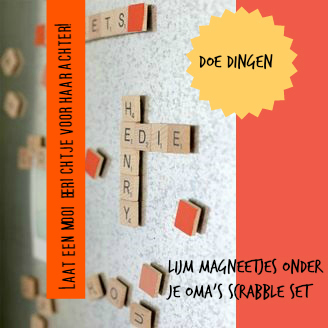 LAAT EEN MOOI BERICHTJE VOOR HAAR ACHTER!
ETS
DOE DINGEN
HENRY
EDIE
LIJM MAGNEETJES ONDER
JE OMA'S SCRABBLE SET
YOU